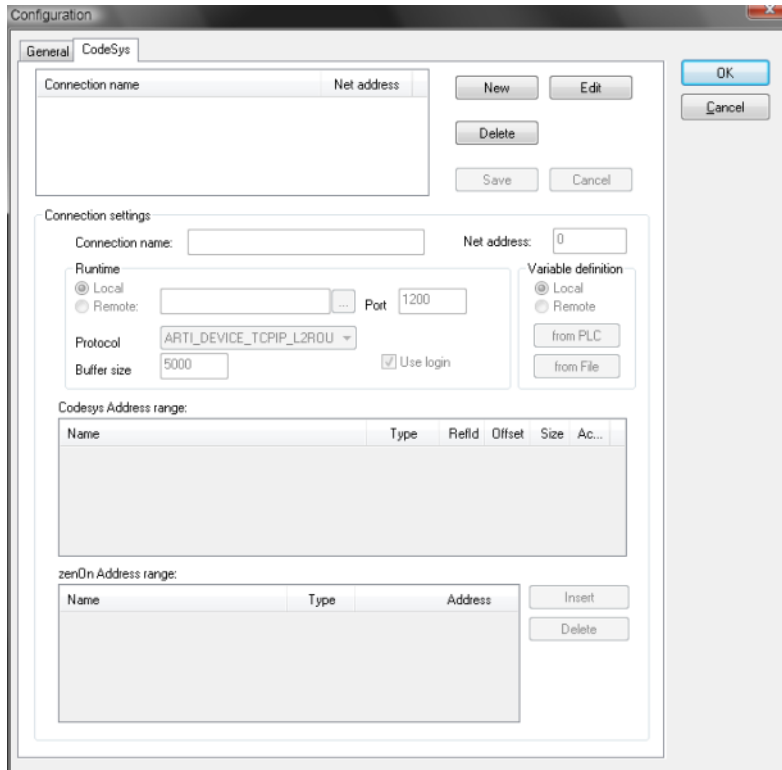 Configuration
General CodeSys
OK
Cancel
Connection name Net address
New Edit
Delete
Save Cancel
Connection settings
Connection name: Net address: 0
Runtime Variable definition
Local Local
Remote: ... Port 1200 Remote
Protocol ARTI_DEVICE_TCPIP_L2ROU from PLC
Buffer size 5000 Use login from File
Codesys Address range:
Name Type RefId Offset Size Ac...
zenOn Address range:
Name Type Address Insert
Delete